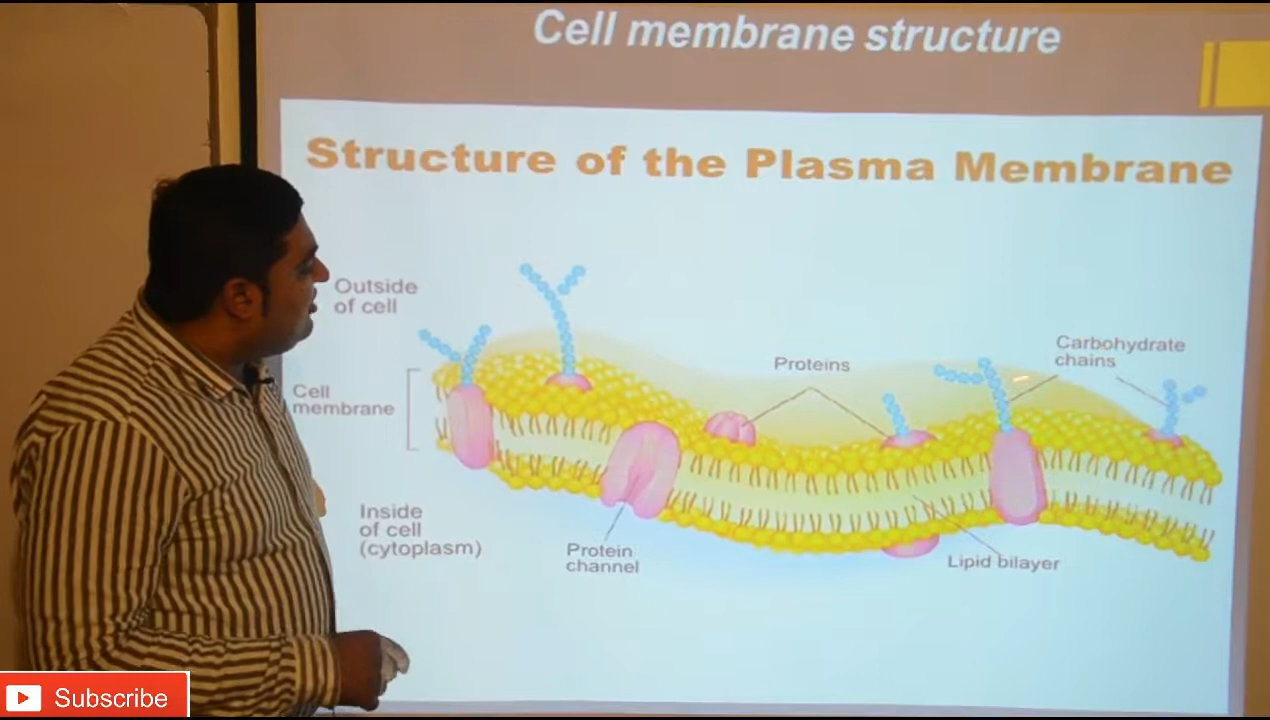 Cell membrane structure
Structure of the Plasma Membrane
Outside
of cell
Cell
membrane
Proteins
Carbohydrate
chains
Inside
of cell
(cytoplasm)
Protein
channel
Lipid bilayer
Subscribe